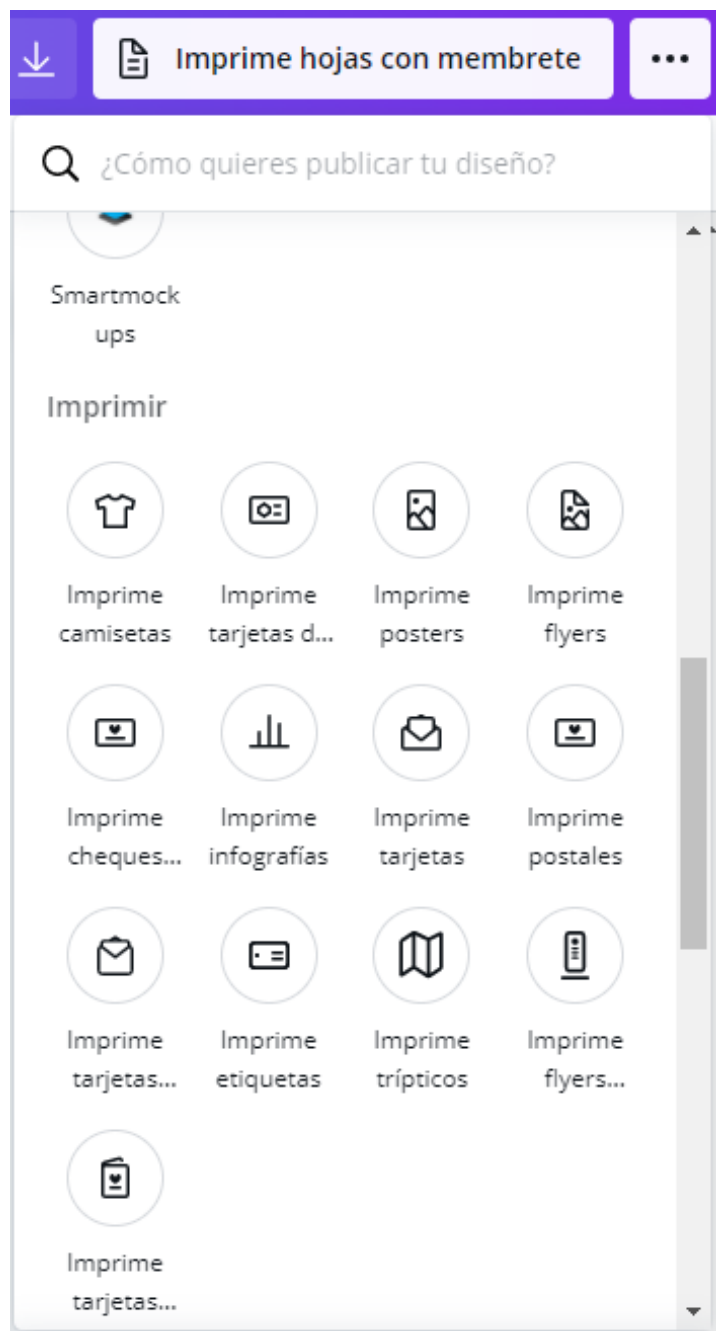 Imprime hojas con membrete
¿Cómo quieres publicar tu diseño?
Smartmock
ups
Imprimir
Imprime Imprime Imprime Imprime
camisetas tarjetas d... posters flyers
Imprime Imprime Imprime Imprime
cheques... infografías tarjetas postales
Imprime Imprime Imprime Imprime
tarjetas... etiquetas trípticos flyers...
Imprime
tarjetas...